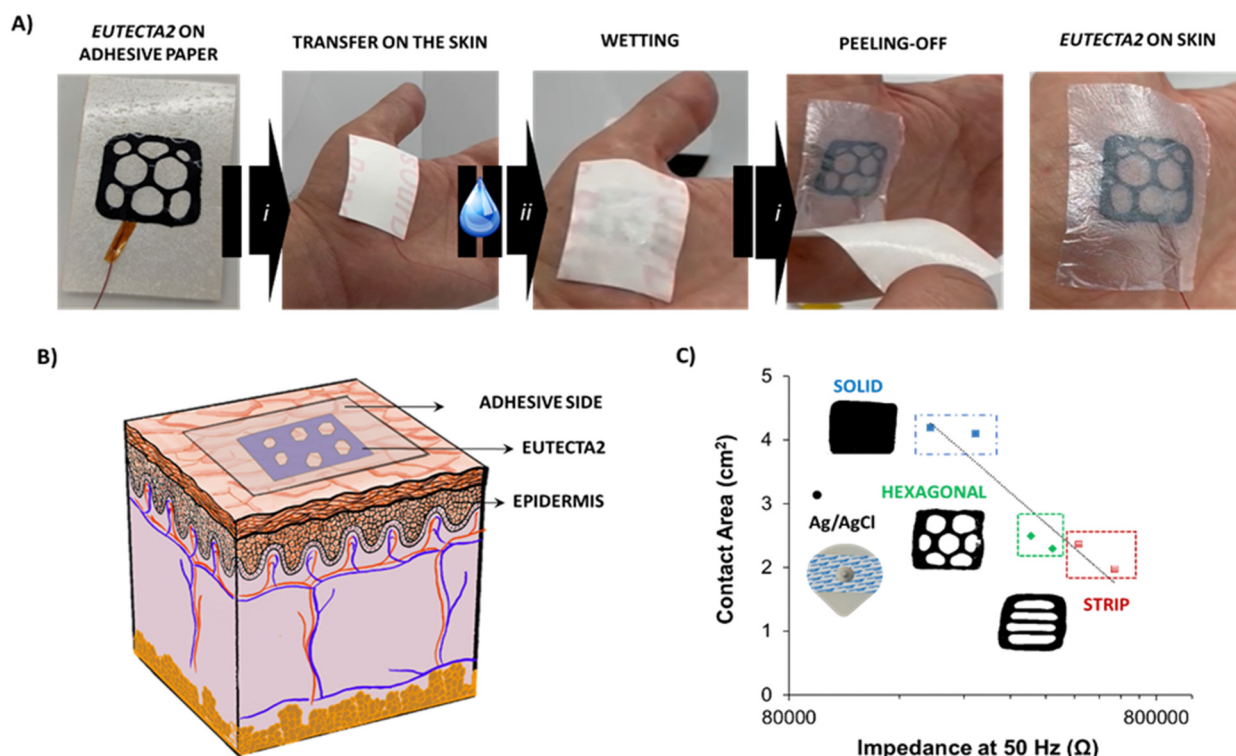 A)
EUTECTA2 ON
ADHESIVE PAPER
TRANSFER ON THE SKIN
WETTING
PEELING-OFF
EUTECTA2 ON SKIN
i
ii
i
B)
ADHESIVE SIDE
EUTECTA2
EPIDERMIS
C)
Contact Area (cm²)
5
4
3
2
1
0
SOLID
HEXAGONAL
Ag/AgCl
STRIP
80000
800000
Impedance at 50 Hz (Ω)